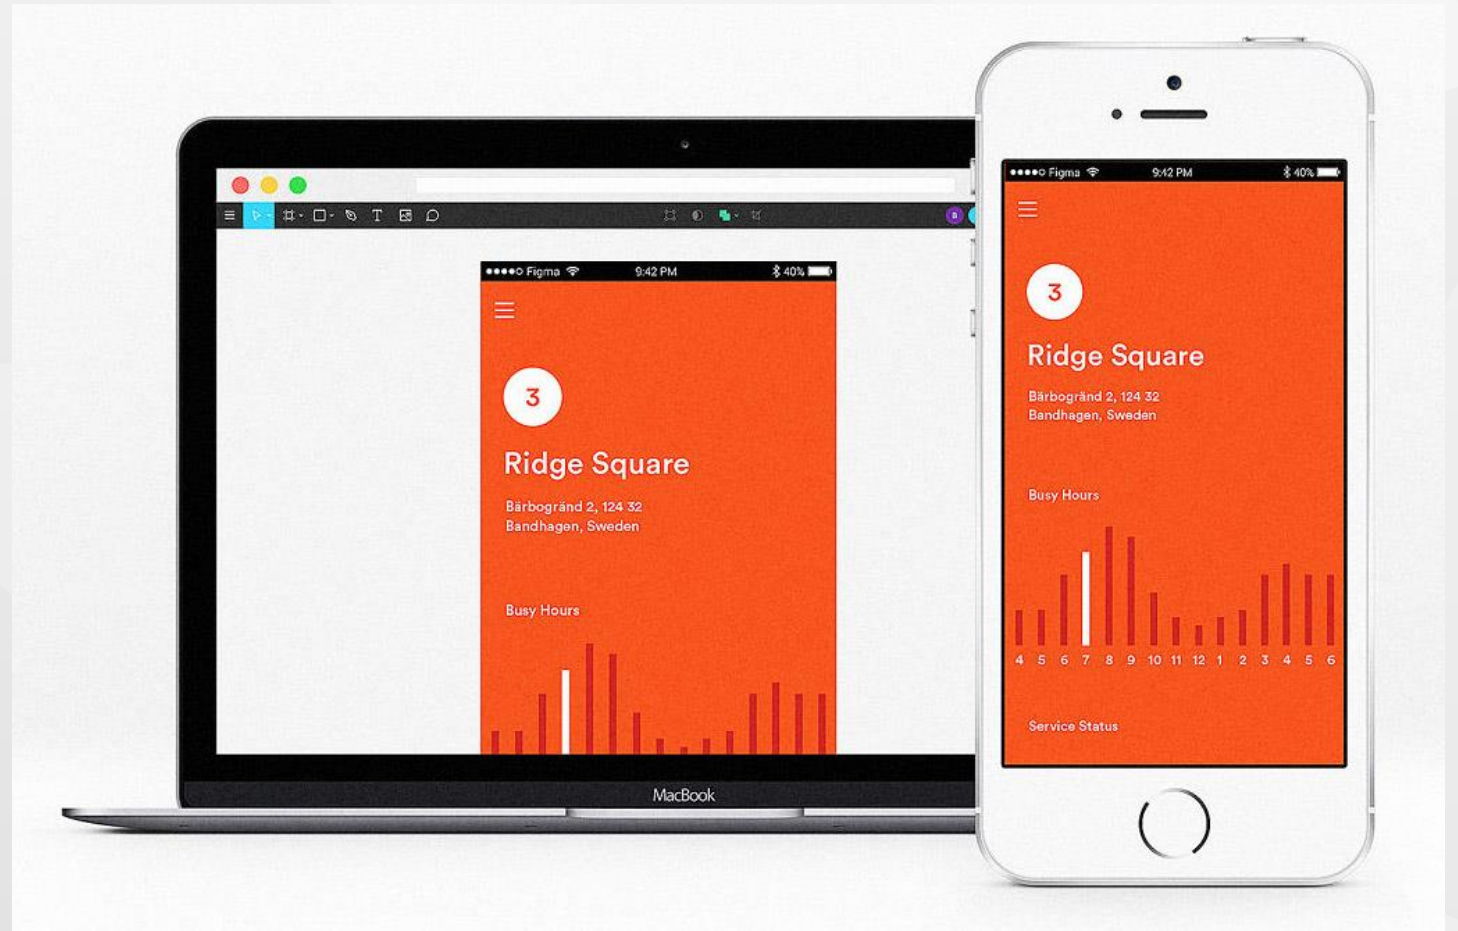 ●●●●○ Figma 9:42 PM 40%
3
Ridge Square
Bärbogränd 2, 124 32
Bandhagen, Sweden
Busy Hours
MacBook
●●●●○ Figma 9:42 PM 40%
3
Ridge Square
Bärbogränd 2, 124 32
Bandhagen, Sweden
Busy Hours
4 5 6 7 8 9 10 11 12 1 2 3 4 5 6
Service Status